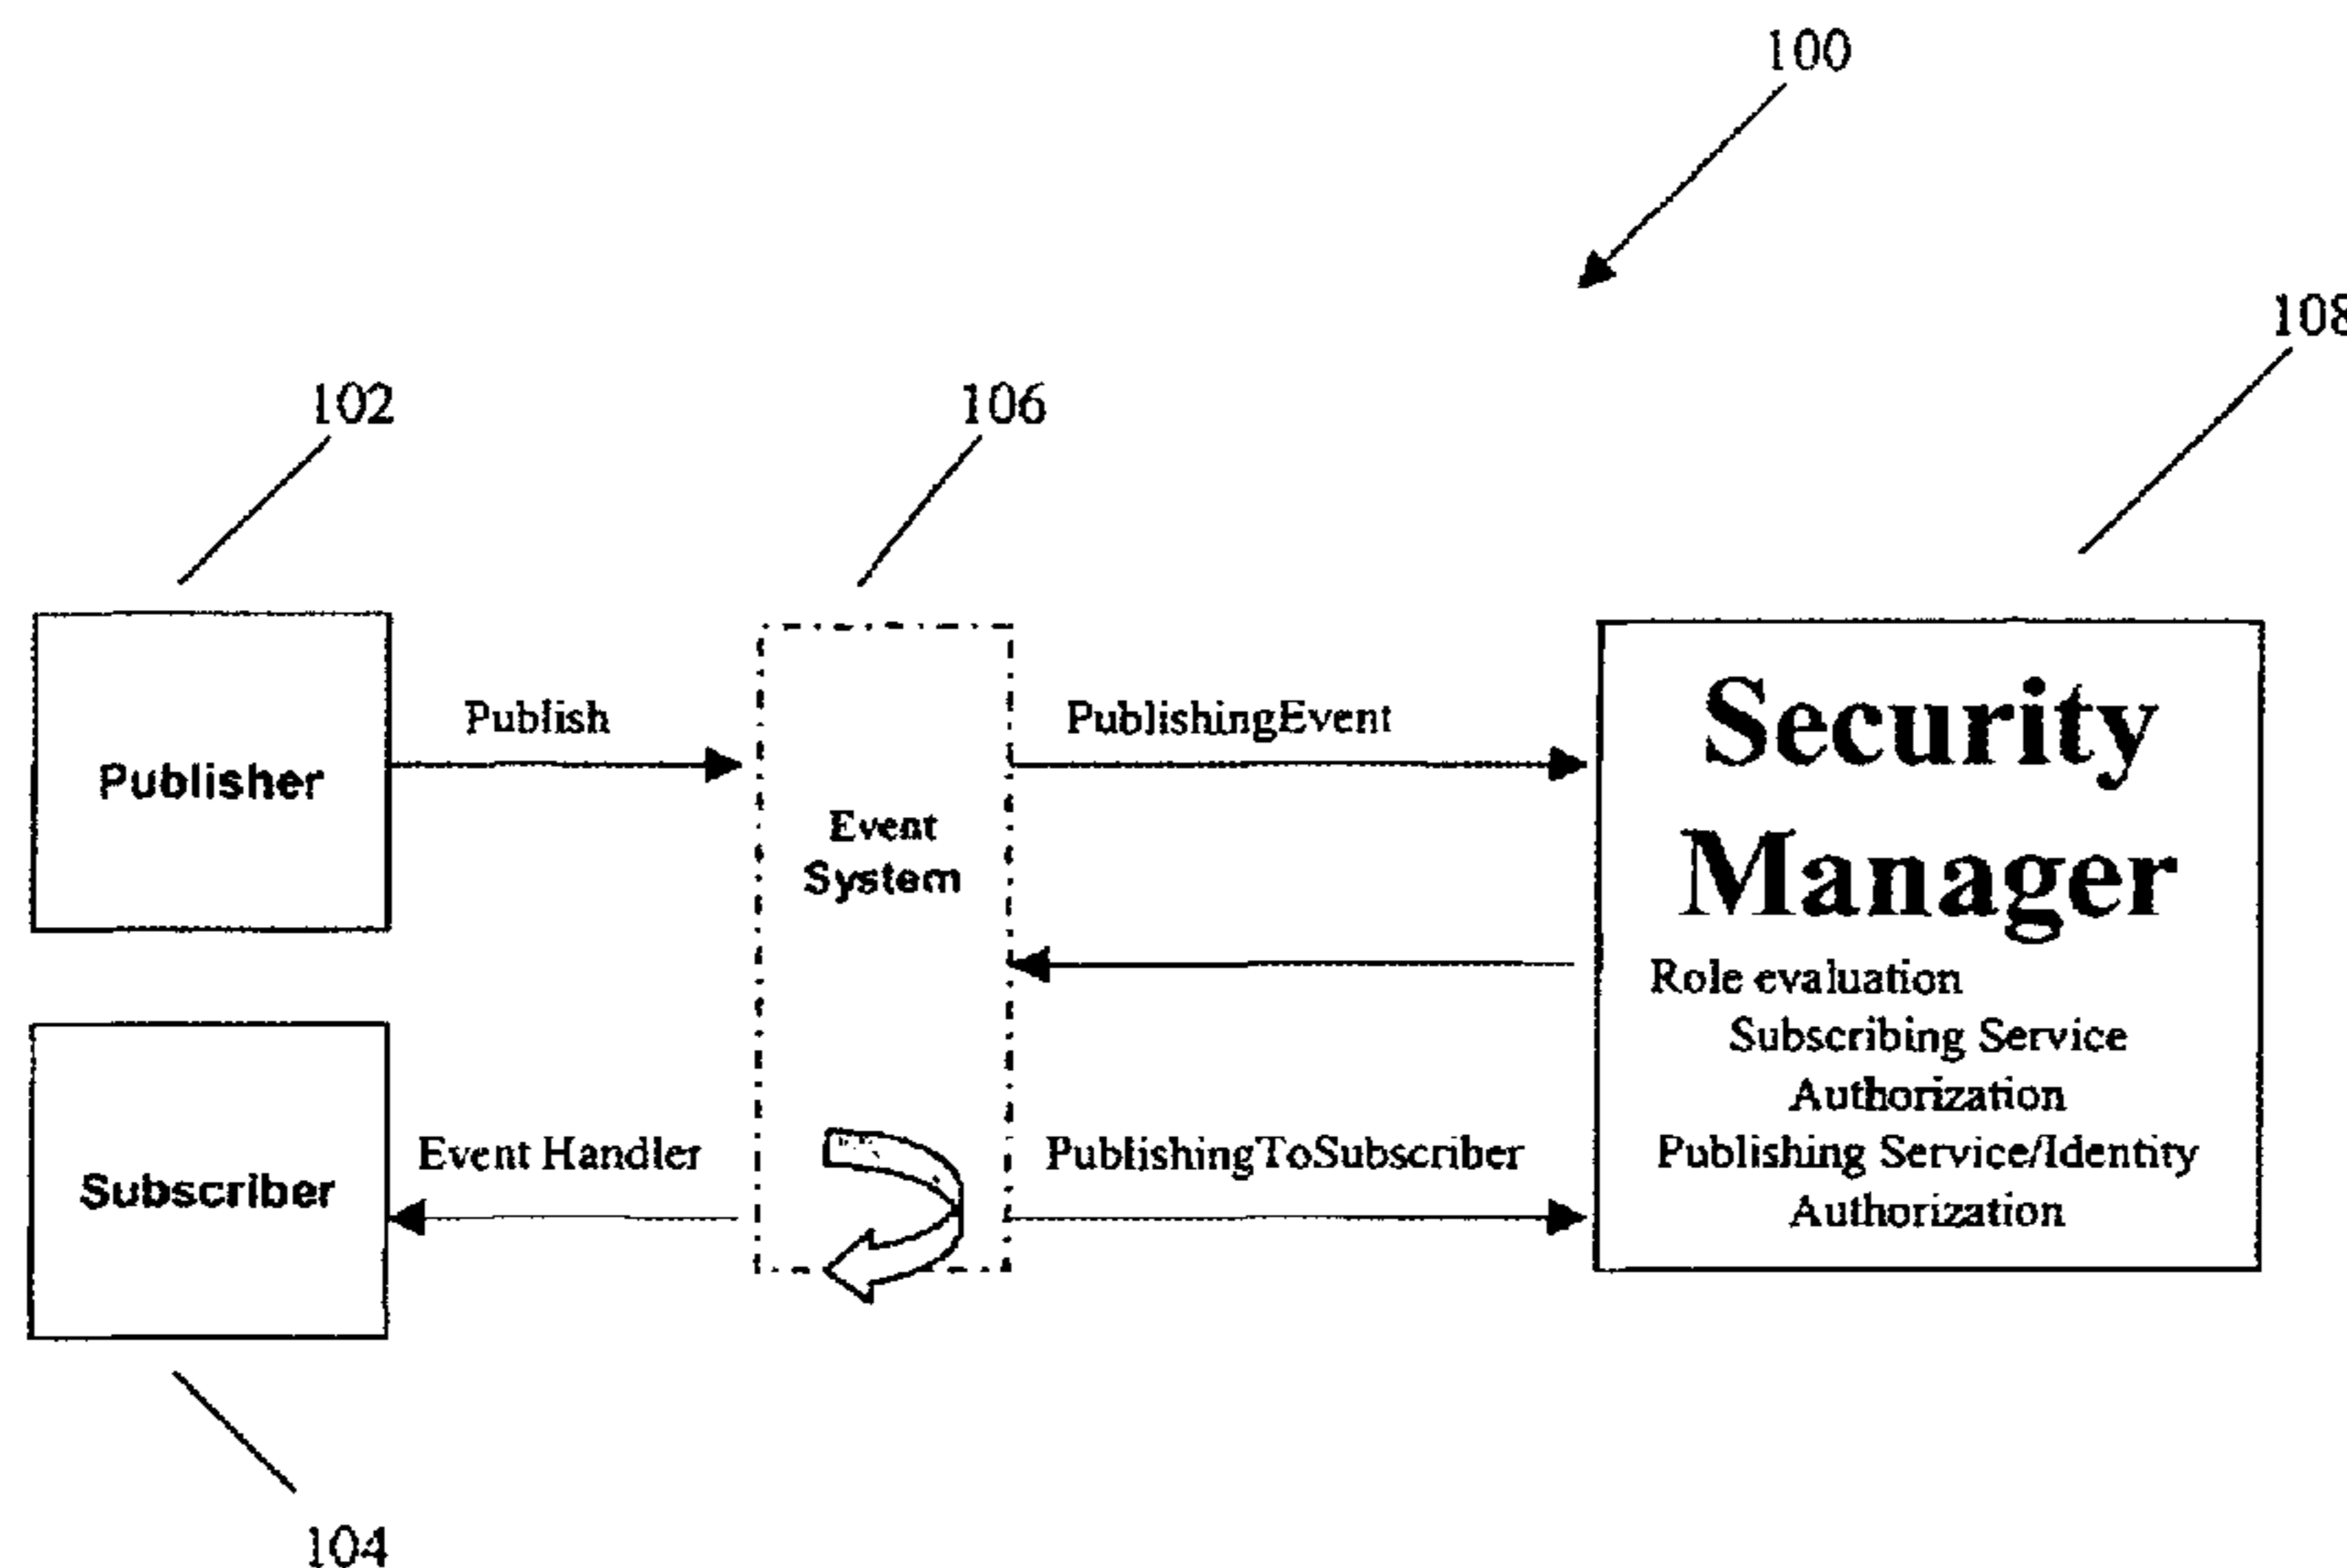 100
108
102
106
Publisher
Publish
Event
System
PublishingEvent
Security
Manager
Role evaluation
Subscribing Service
Authorization
Publishing Service/Identity
Authorization
Subscriber
Event Handler
PublishingToSubscriber
104